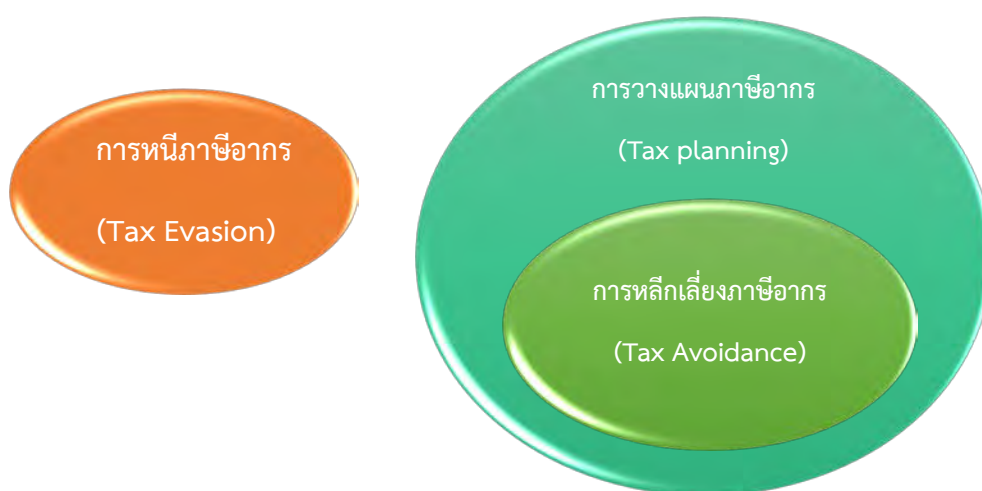 การหนีภาษีอากร
(Tax Evasion)
การวางแผนภาษีอากร
(Tax planning)
การหลีกเลี่ยงภาษีอากร
(Tax Avoidance)